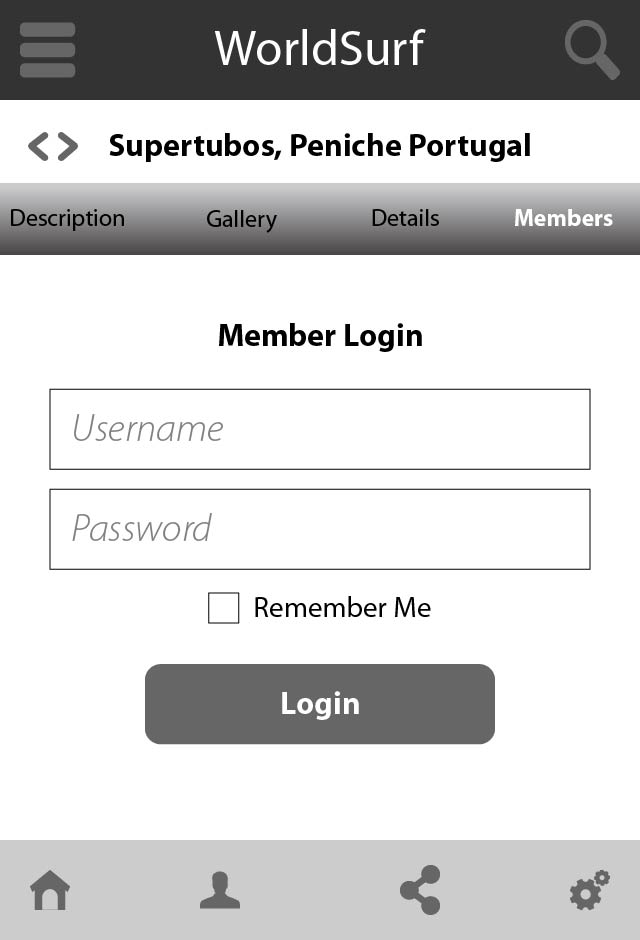 WorldSurf
Supertubos, Peniche Portugal
Description Gallery Details Members
Member Login
Username
Password
Remember Me
Login